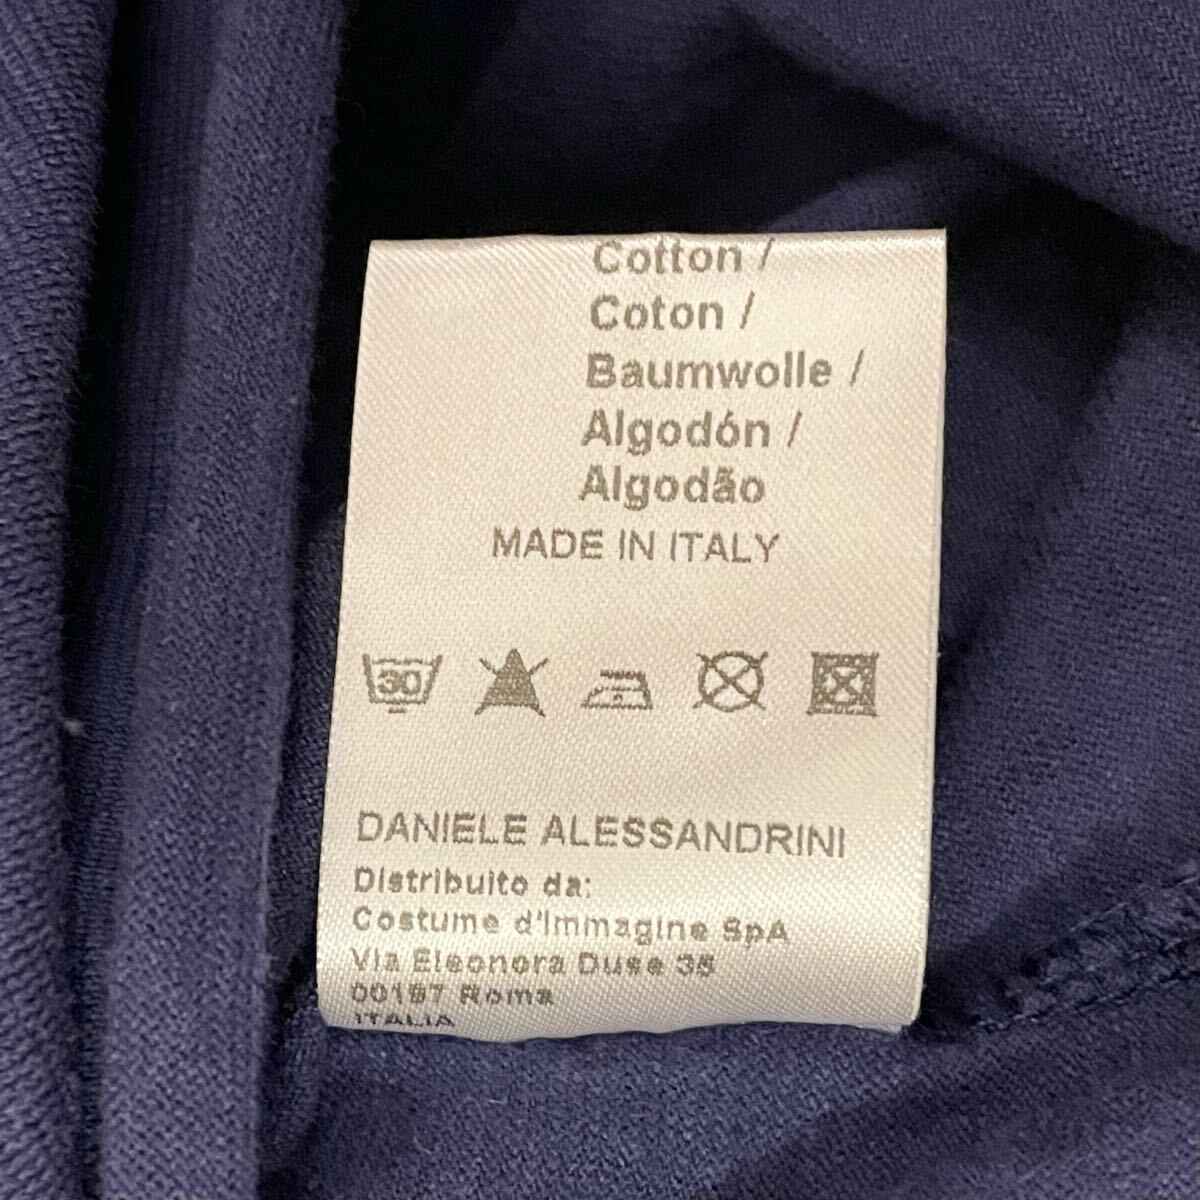 Cotton /
Coton /
Baumwolle /
Algodón /
Algodão
MADE IN ITALY
30
DANIELE ALESSANDRINI
Distribuito da:
Costume d'Immagine SpA
Via Eleonora Duse 35
00197 Roma
ITALIA